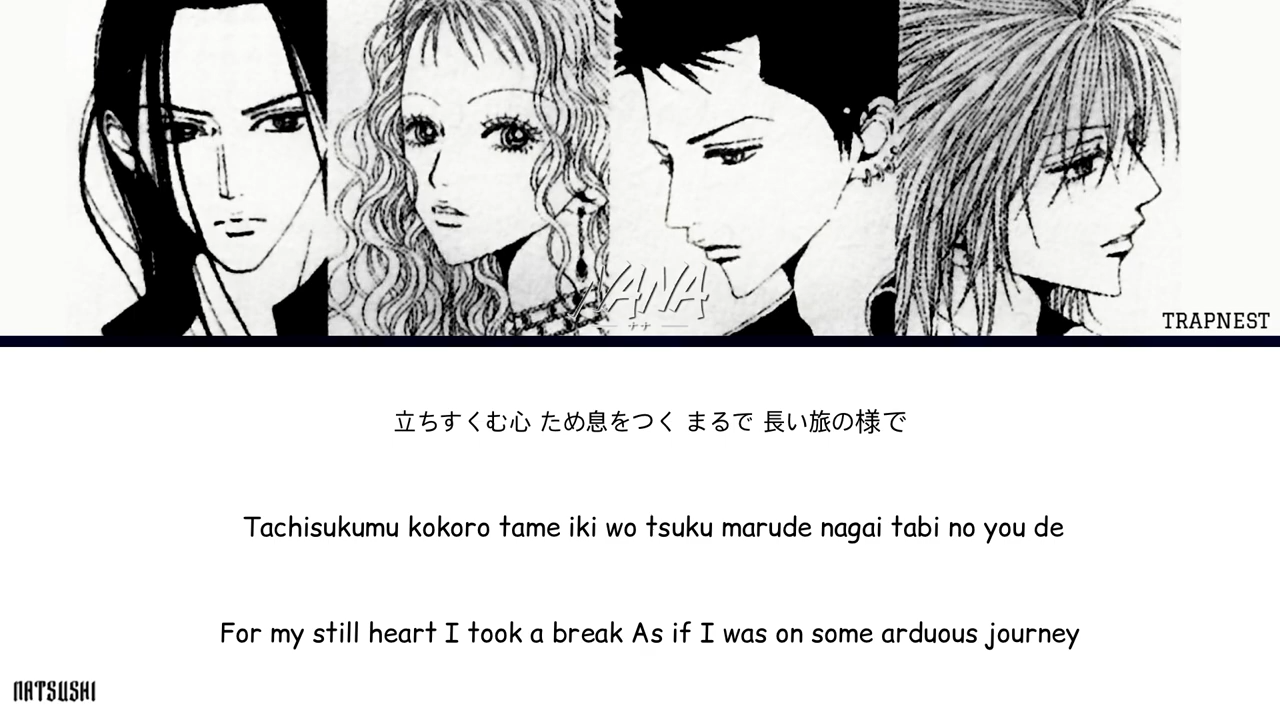 NANA
ナナ
TRAPNEST
立ちすくむ心 ため息をつく まるで 長い旅の様で
Tachisukumu kokoro tame iki wo tsuku marude nagai tabi no you de
For my still heart I took a break As if I was on some arduous journey
NATSUSHI